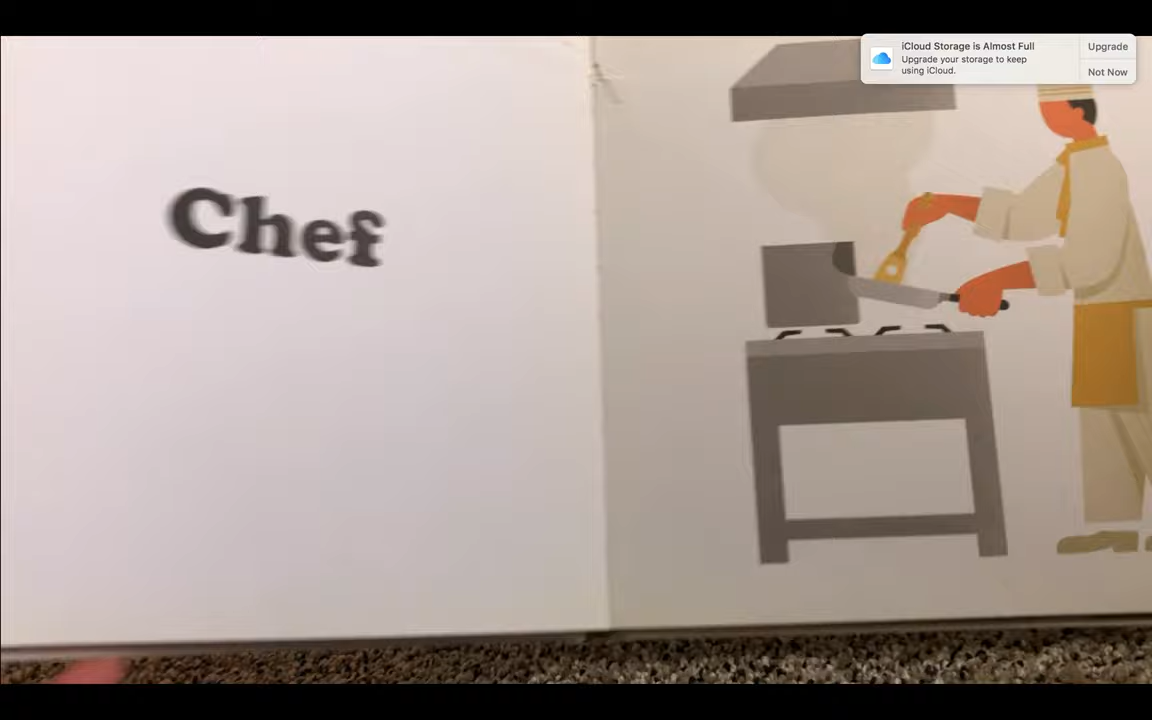 Chef
iCloud Storage is Almost Full
Upgrade your storage to keep
using iCloud.
Upgrade
Not Now